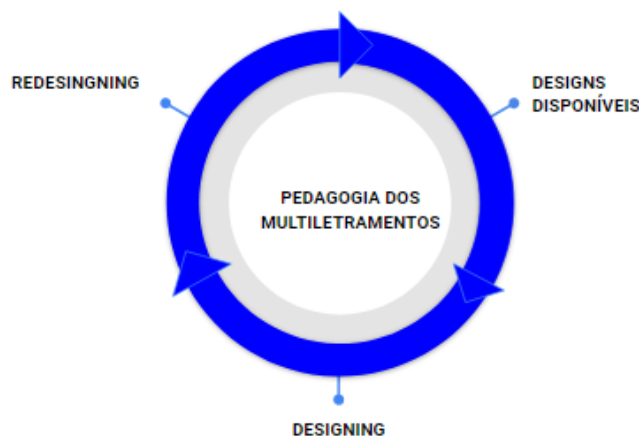 REDESINGNING
DESIGNS
DISPONÍVEIS
PEDAGOGIA DOS
MULTILETRAMENTOS
DESIGNING